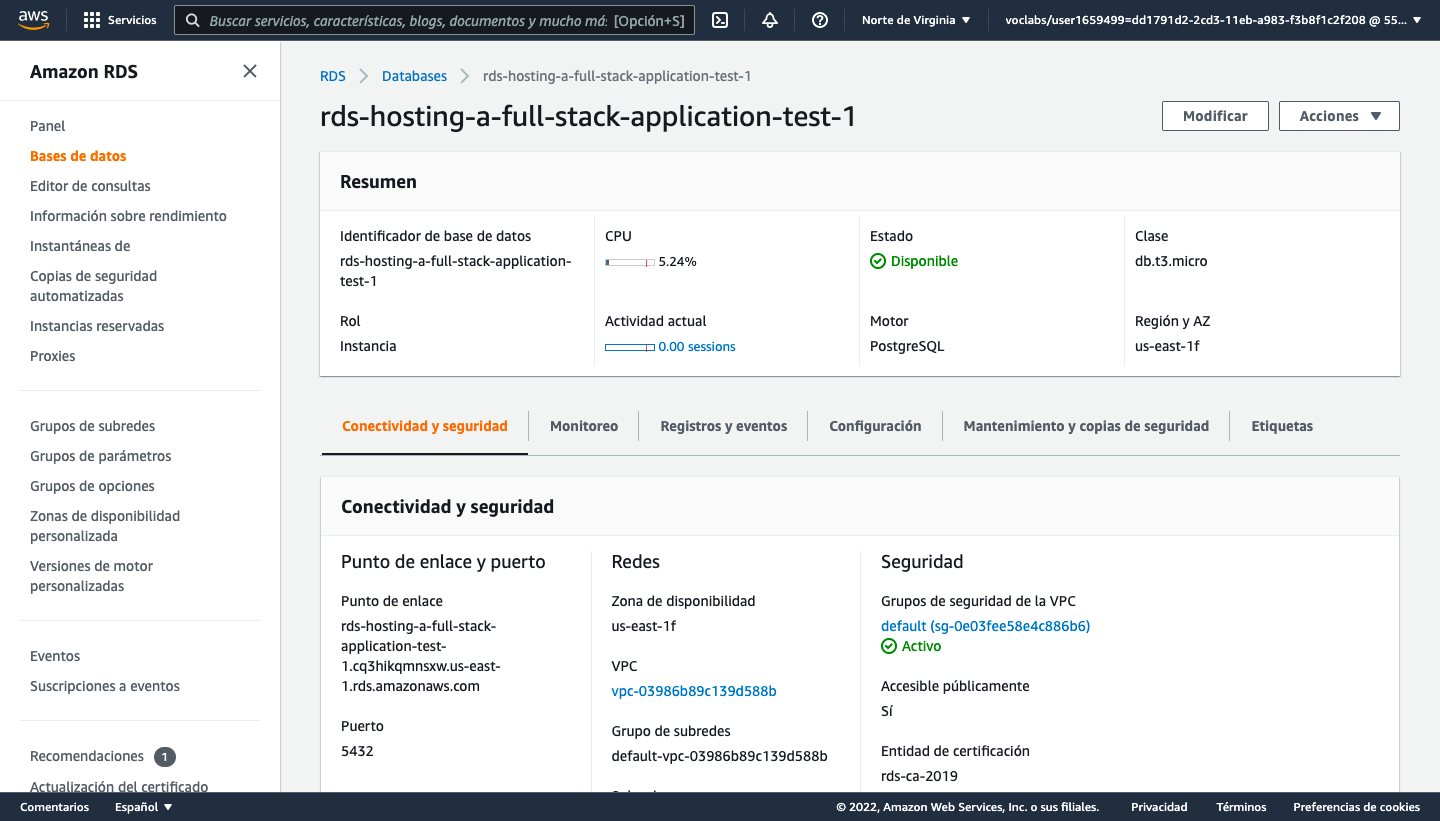 aws
Servicios
Buscar servicios, características, blogs, documentos y mucho má: [Opción+S]
Norte de Virginia
voclabs/user1659499=dd1791d2-2cd3-11eb-a983-f3b8f1c2f208 @ 55...
Amazon RDS
Panel
Bases de datos
Editor de consultas
Información sobre rendimiento
Instantáneas de
Copias de seguridad
automatizadas
Instancias reservadas
Proxies
Grupos de subredes
Grupos de parámetros
Grupos de opciones
Zonas de disponibilidad
personalizada
Versiones de motor
personalizadas
Eventos
Suscripciones a eventos
Recomendaciones 1
Actualización del certificado
RDS
Databases
rds-hosting-a-full-stack-application-test-1
rds-hosting-a-full-stack-application-test-1
Modificar
Acciones
Resumen
Identificador de base de datos
rds-hosting-a-full-stack-application-
test-1
CPU
5.24%
Estado
Disponible
Clase
db.t3.micro
Rol
Instancia
Actividad actual
0.00 sessions
Motor
PostgreSQL
Región y AZ
us-east-1f
Conectividad y seguridad
Monitoreo
Registros y eventos
Configuración
Mantenimiento y copias de seguridad
Etiquetas
Conectividad y seguridad
Punto de enlace y puerto
Punto de enlace
rds-hosting-a-full-stack-
application-test-
1.cq3hikqmnsxw.us-east-
1.rds.amazonaws.com
Puerto
5432
Redes
Zona de disponibilidad
us-east-1f
VPC
vpc-03986b89c139d588b
Grupo de subredes
default-vpc-03986b89c139d588b
Seguridad
Grupos de seguridad de la VPC
default (sg-0e03fee58e4c886b6)
Activo
Accesible públicamente
Sí
Entidad de certificación
rds-ca-2019
Comentarios
Español
© 2022, Amazon Web Services, Inc. o sus filiales.
Privacidad
Términos
Preferencias de cookies